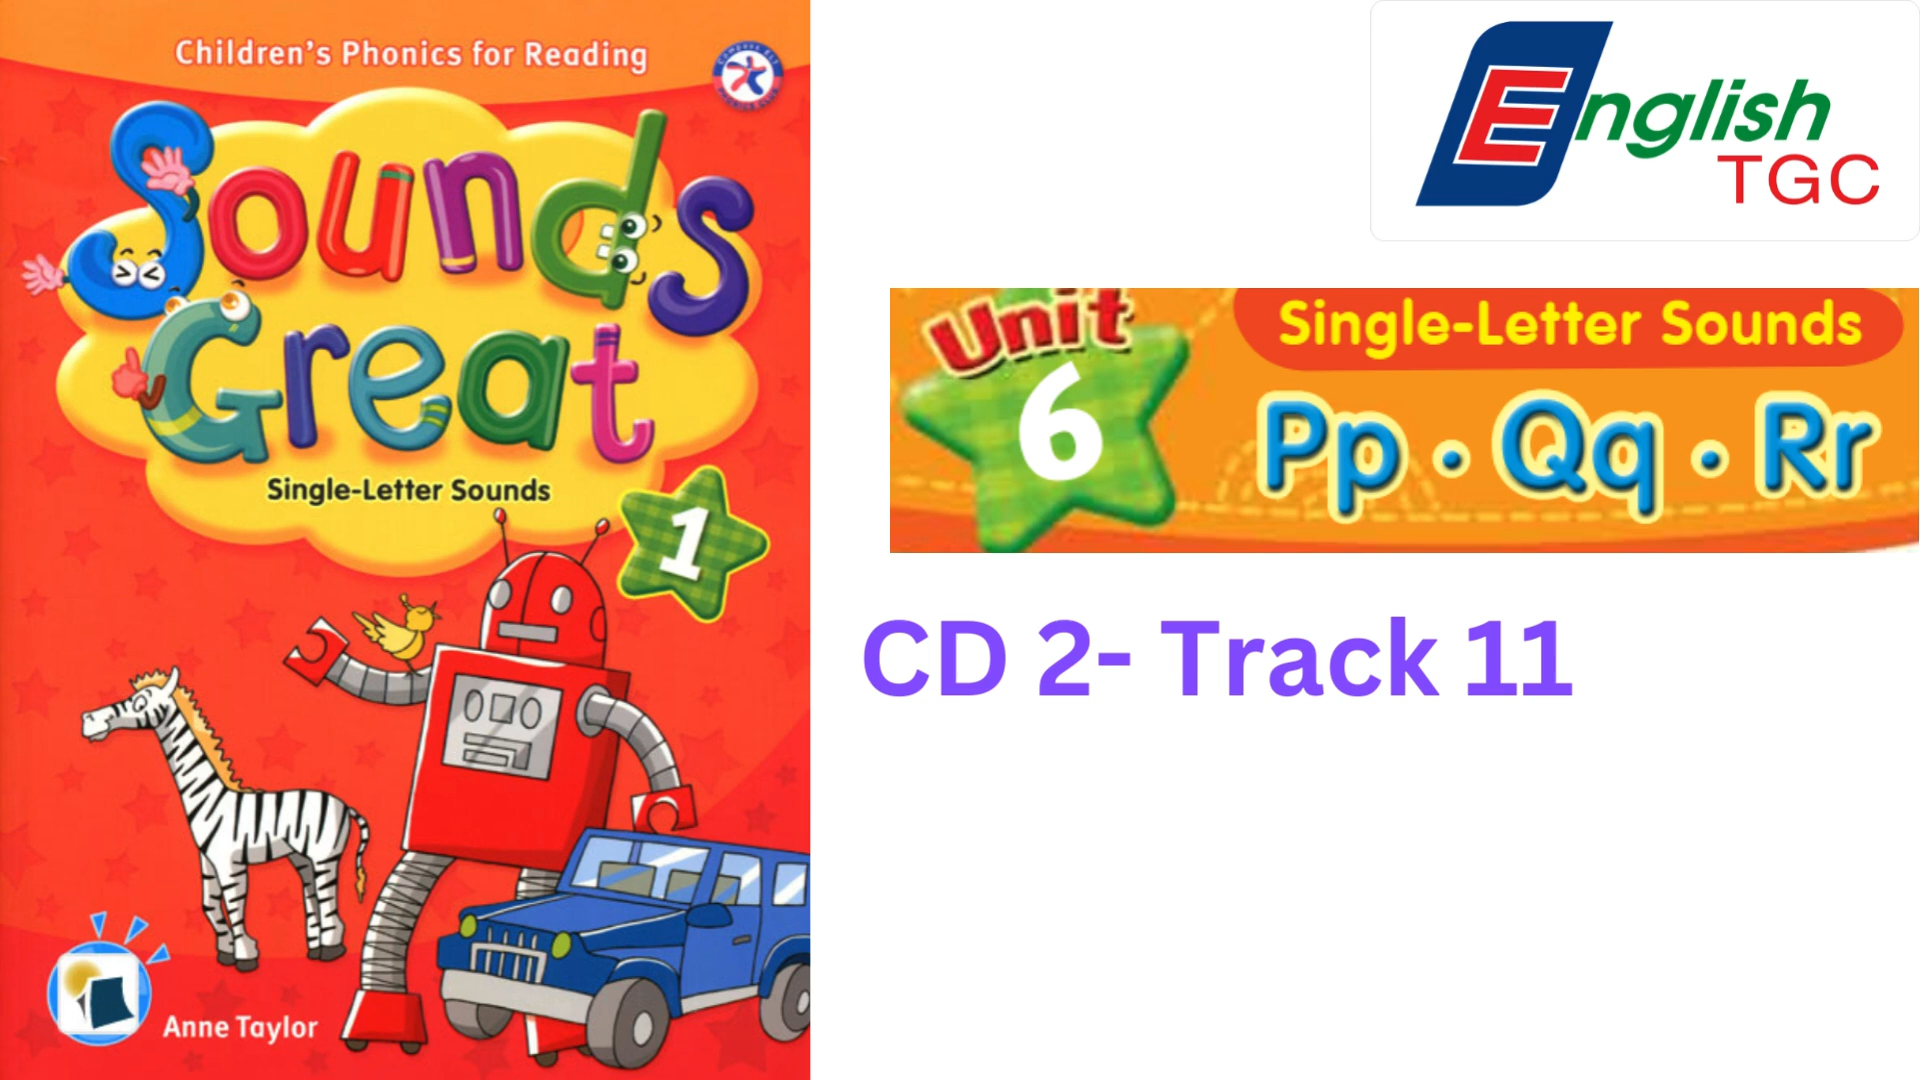 Children's Phonics for Reading
Sounds
Great
Single-Letter Sounds
1
Anne Taylor
English
TGC
Unit
6
Single-Letter Sounds
Pp • Qq • Rr
CD 2- Track 11